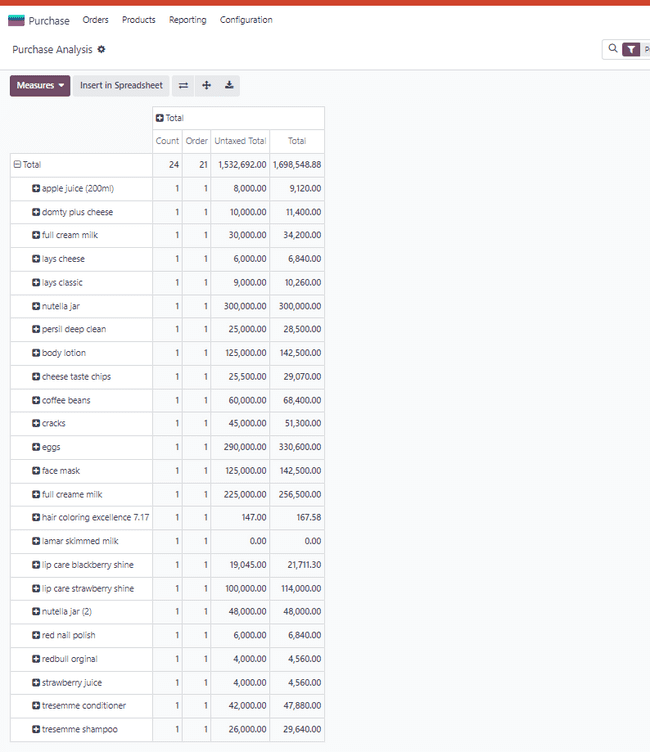 Purchase Orders Products Reporting Configuration
Purchase Analysis
Measures Insert in Spreadsheet
Total
Count Order Untaxed Total Total
Total 24 21 1,532,692.00 1,698,548.88
apple juice (200ml) 1 1 8,000.00 9,120.00
domty plus cheese 1 1 10,000.00 11,400.00
full cream milk 1 1 30,000.00 34,200.00
lays cheese 1 1 6,000.00 6,840.00
lays classic 1 1 9,000.00 10,260.00
nutella jar 1 1 300,000.00 300,000.00
persil deep clean 1 1 25,000.00 28,500.00
body lotion 1 1 125,000.00 142,500.00
cheese taste chips 1 1 25,500.00 29,070.00
coffee beans 1 1 60,000.00 68,400.00
cracks 1 1 45,000.00 51,300.00
eggs 1 1 290,000.00 330,600.00
face mask 1 1 125,000.00 142,500.00
full creame milk 1 1 225,000.00 256,500.00
hair coloring excellence 7.17 1 1 147.00 167.58
lamar skimmed milk 1 1 0.00 0.00
lip care blackberry shine 1 1 19,045.00 21,711.30
lip care strawberry shine 1 1 100,000.00 114,000.00
nutella jar (2) 1 1 48,000.00 48,000.00
red nail polish 1 1 6,000.00 6,840.00
redbull orginal 1 1 4,000.00 4,560.00
strawberry juice 1 1 4,000.00 4,560.00
tresemme conditioner 1 1 42,000.00 47,880.00
tresemme shampoo 1 1 26,000.00 29,640.00